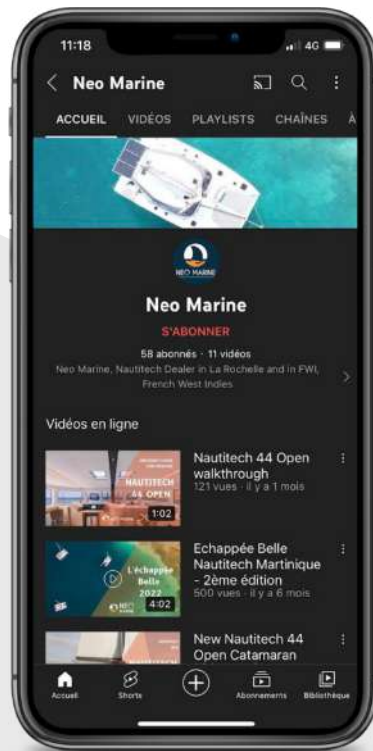 11:18
4G
Neo Marine
ACCUEIL VIDÉOS PLAYLISTS CHAÎNES À
NEO MARINE
Neo Marine
S'ABONNER
58 abonnés · 11 vidéos
Neo Marine, Nautitech Dealer in La Rochelle and in FWI,
French West Indies
Vidéos en ligne
NAUTITECH
44 OPEN
1:02
Nautitech 44 Open
walkthrough
121 vues · il y a 1 mois
L'échappée
Belle
2022
NEO
4:02
Echappée Belle
Nautitech Martinique
- 2ème édition
500 vues · il y a 6 mois
New Nautitech 44
Open Catamaran
Accueil
Shorts
Abonnements
Bibliothèque